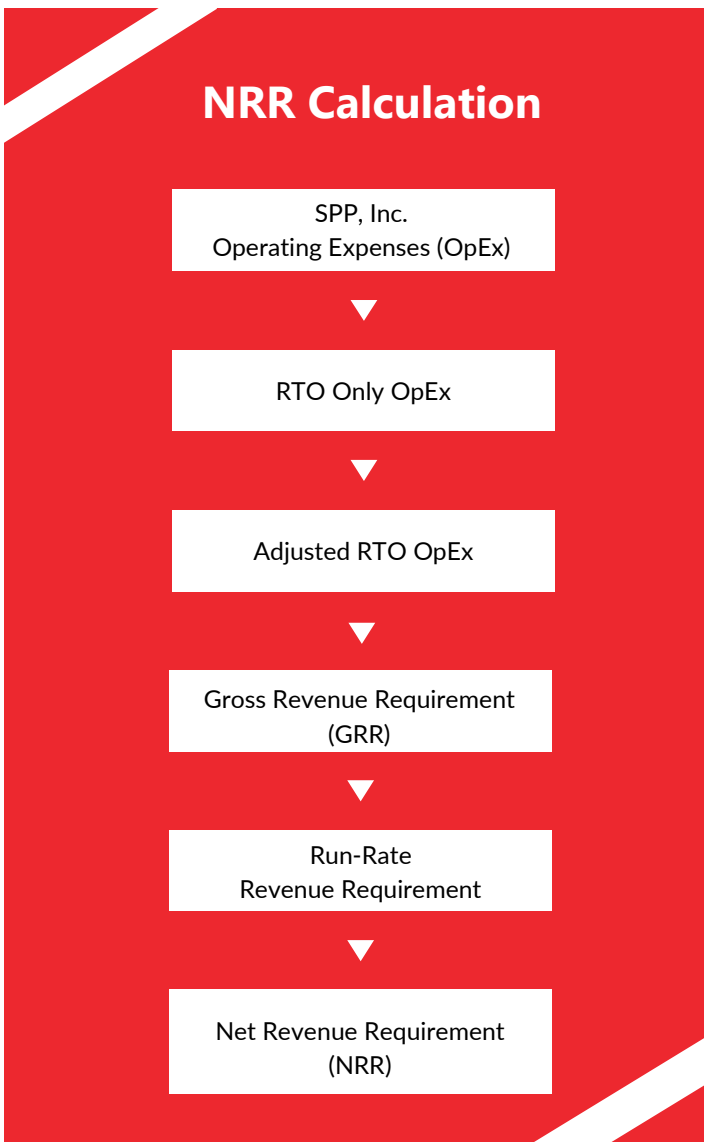 NRR Calculation
SPP, Inc.
Operating Expenses (OpEx)
RTO Only OpEx
Adjusted RTO OpEx
Gross Revenue Requirement
(GRR)
Run-Rate
Revenue Requirement
Net Revenue Requirement
(NRR)